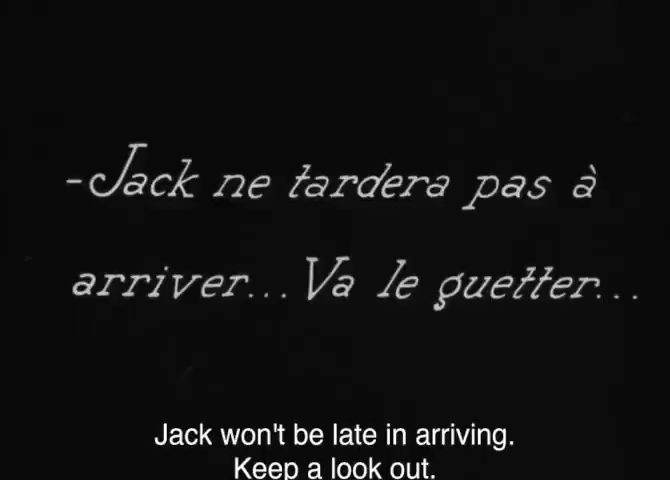 -Jack ne tardera pas à
arriver... Va le guetter...
Jack won't be late in arriving.
Keep a look out.